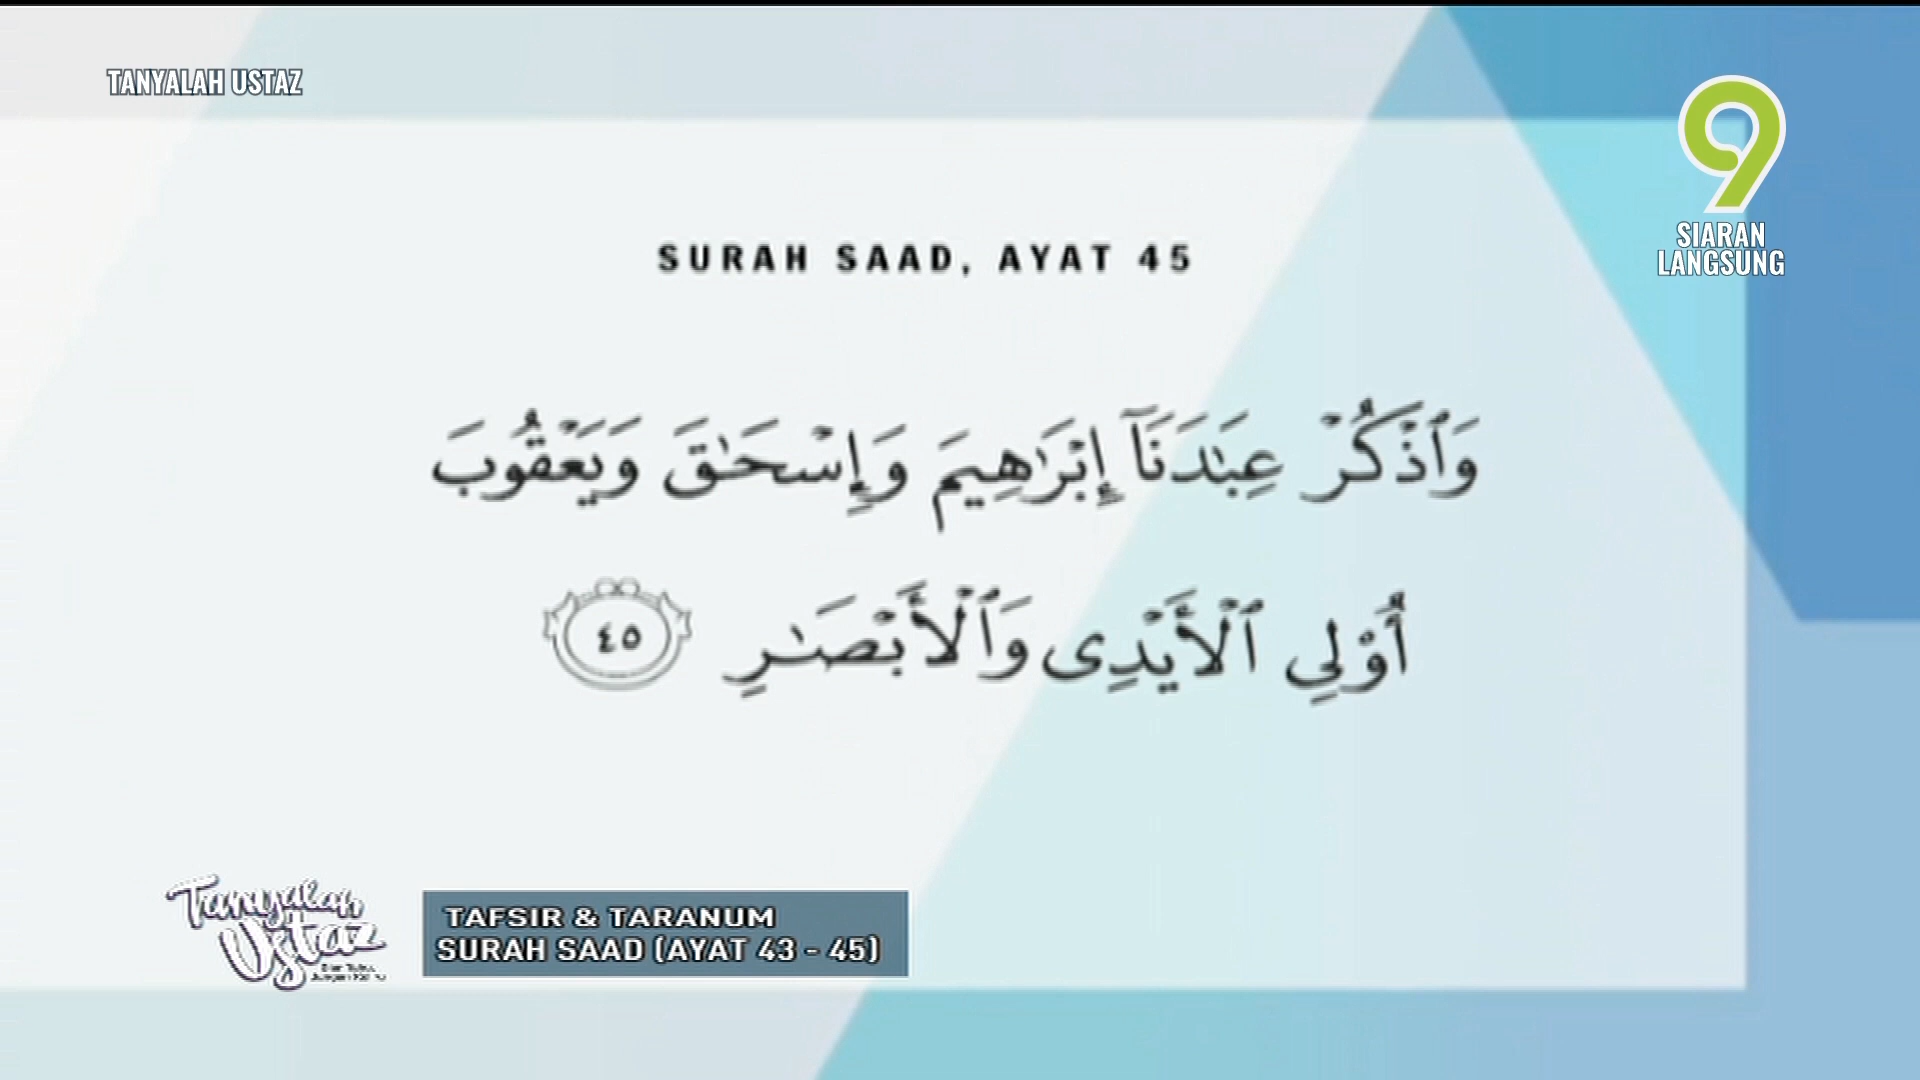 TANYALAH USTAZ
9
SIARAN
LANGSUNG
SURAH SAAD, AYAT 45
وَٱذْكُرْ عِبَٰدَنَآ إِبْرَٰهِيمَ وَإِسْحَٰقَ وَيَعْقُوبَ
أُو۟لِي ٱلْأَيْدِى وَٱلْأَبْصَٰرِ ٤٥
Tanyalah
Ustaz
TAFSIR & TARANUM
SURAH SAAD (AYAT 43 - 45)